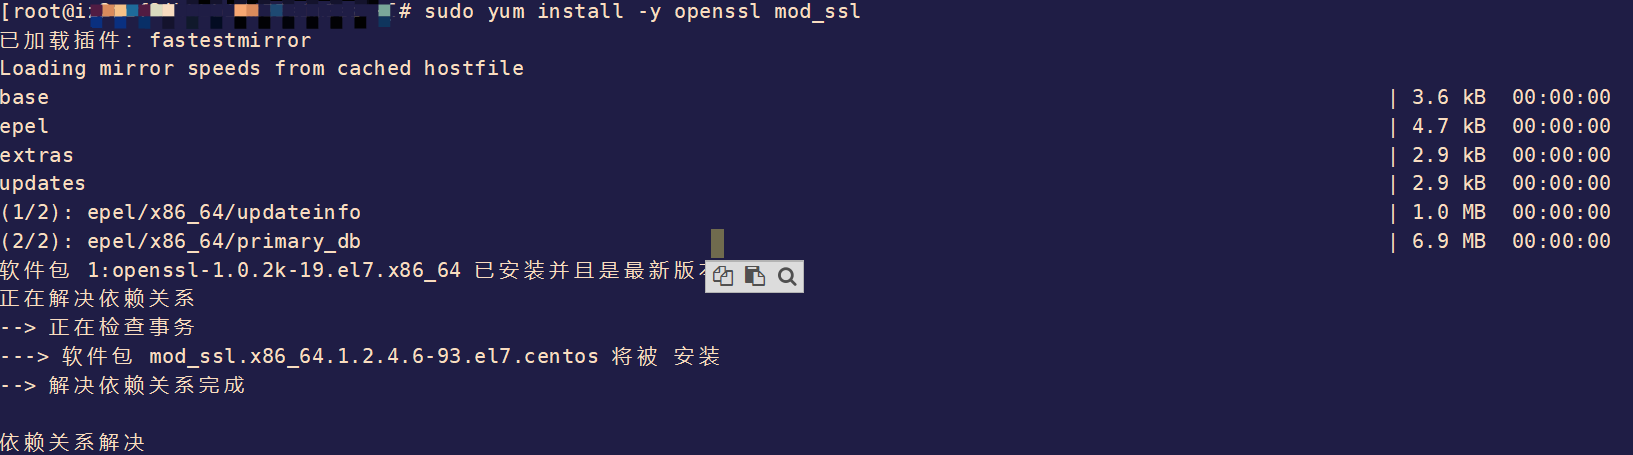 [root@i # sudo yum install -y openssl mod_ssl
已加载插件：fastestmirror
Loading mirror speeds from cached hostfile
base | 3.6 kB 00:00:00
epel | 4.7 kB 00:00:00
extras | 2.9 kB 00:00:00
updates | 2.9 kB 00:00:00
(1/2): epel/x86_64/updateinfo | 1.0 MB 00:00:00
(2/2): epel/x86_64/primary_db | 6.9 MB 00:00:00
软件包 1:openssl-1.0.2k-19.el7.x86_64 已安装并且是最新版
正在解决依赖关系
--> 正在检查事务
---> 软件包 mod_ssl.x86_64.1.2.4.6-93.el7.centos 将被 安装
--> 解决依赖关系完成
依赖关系解决